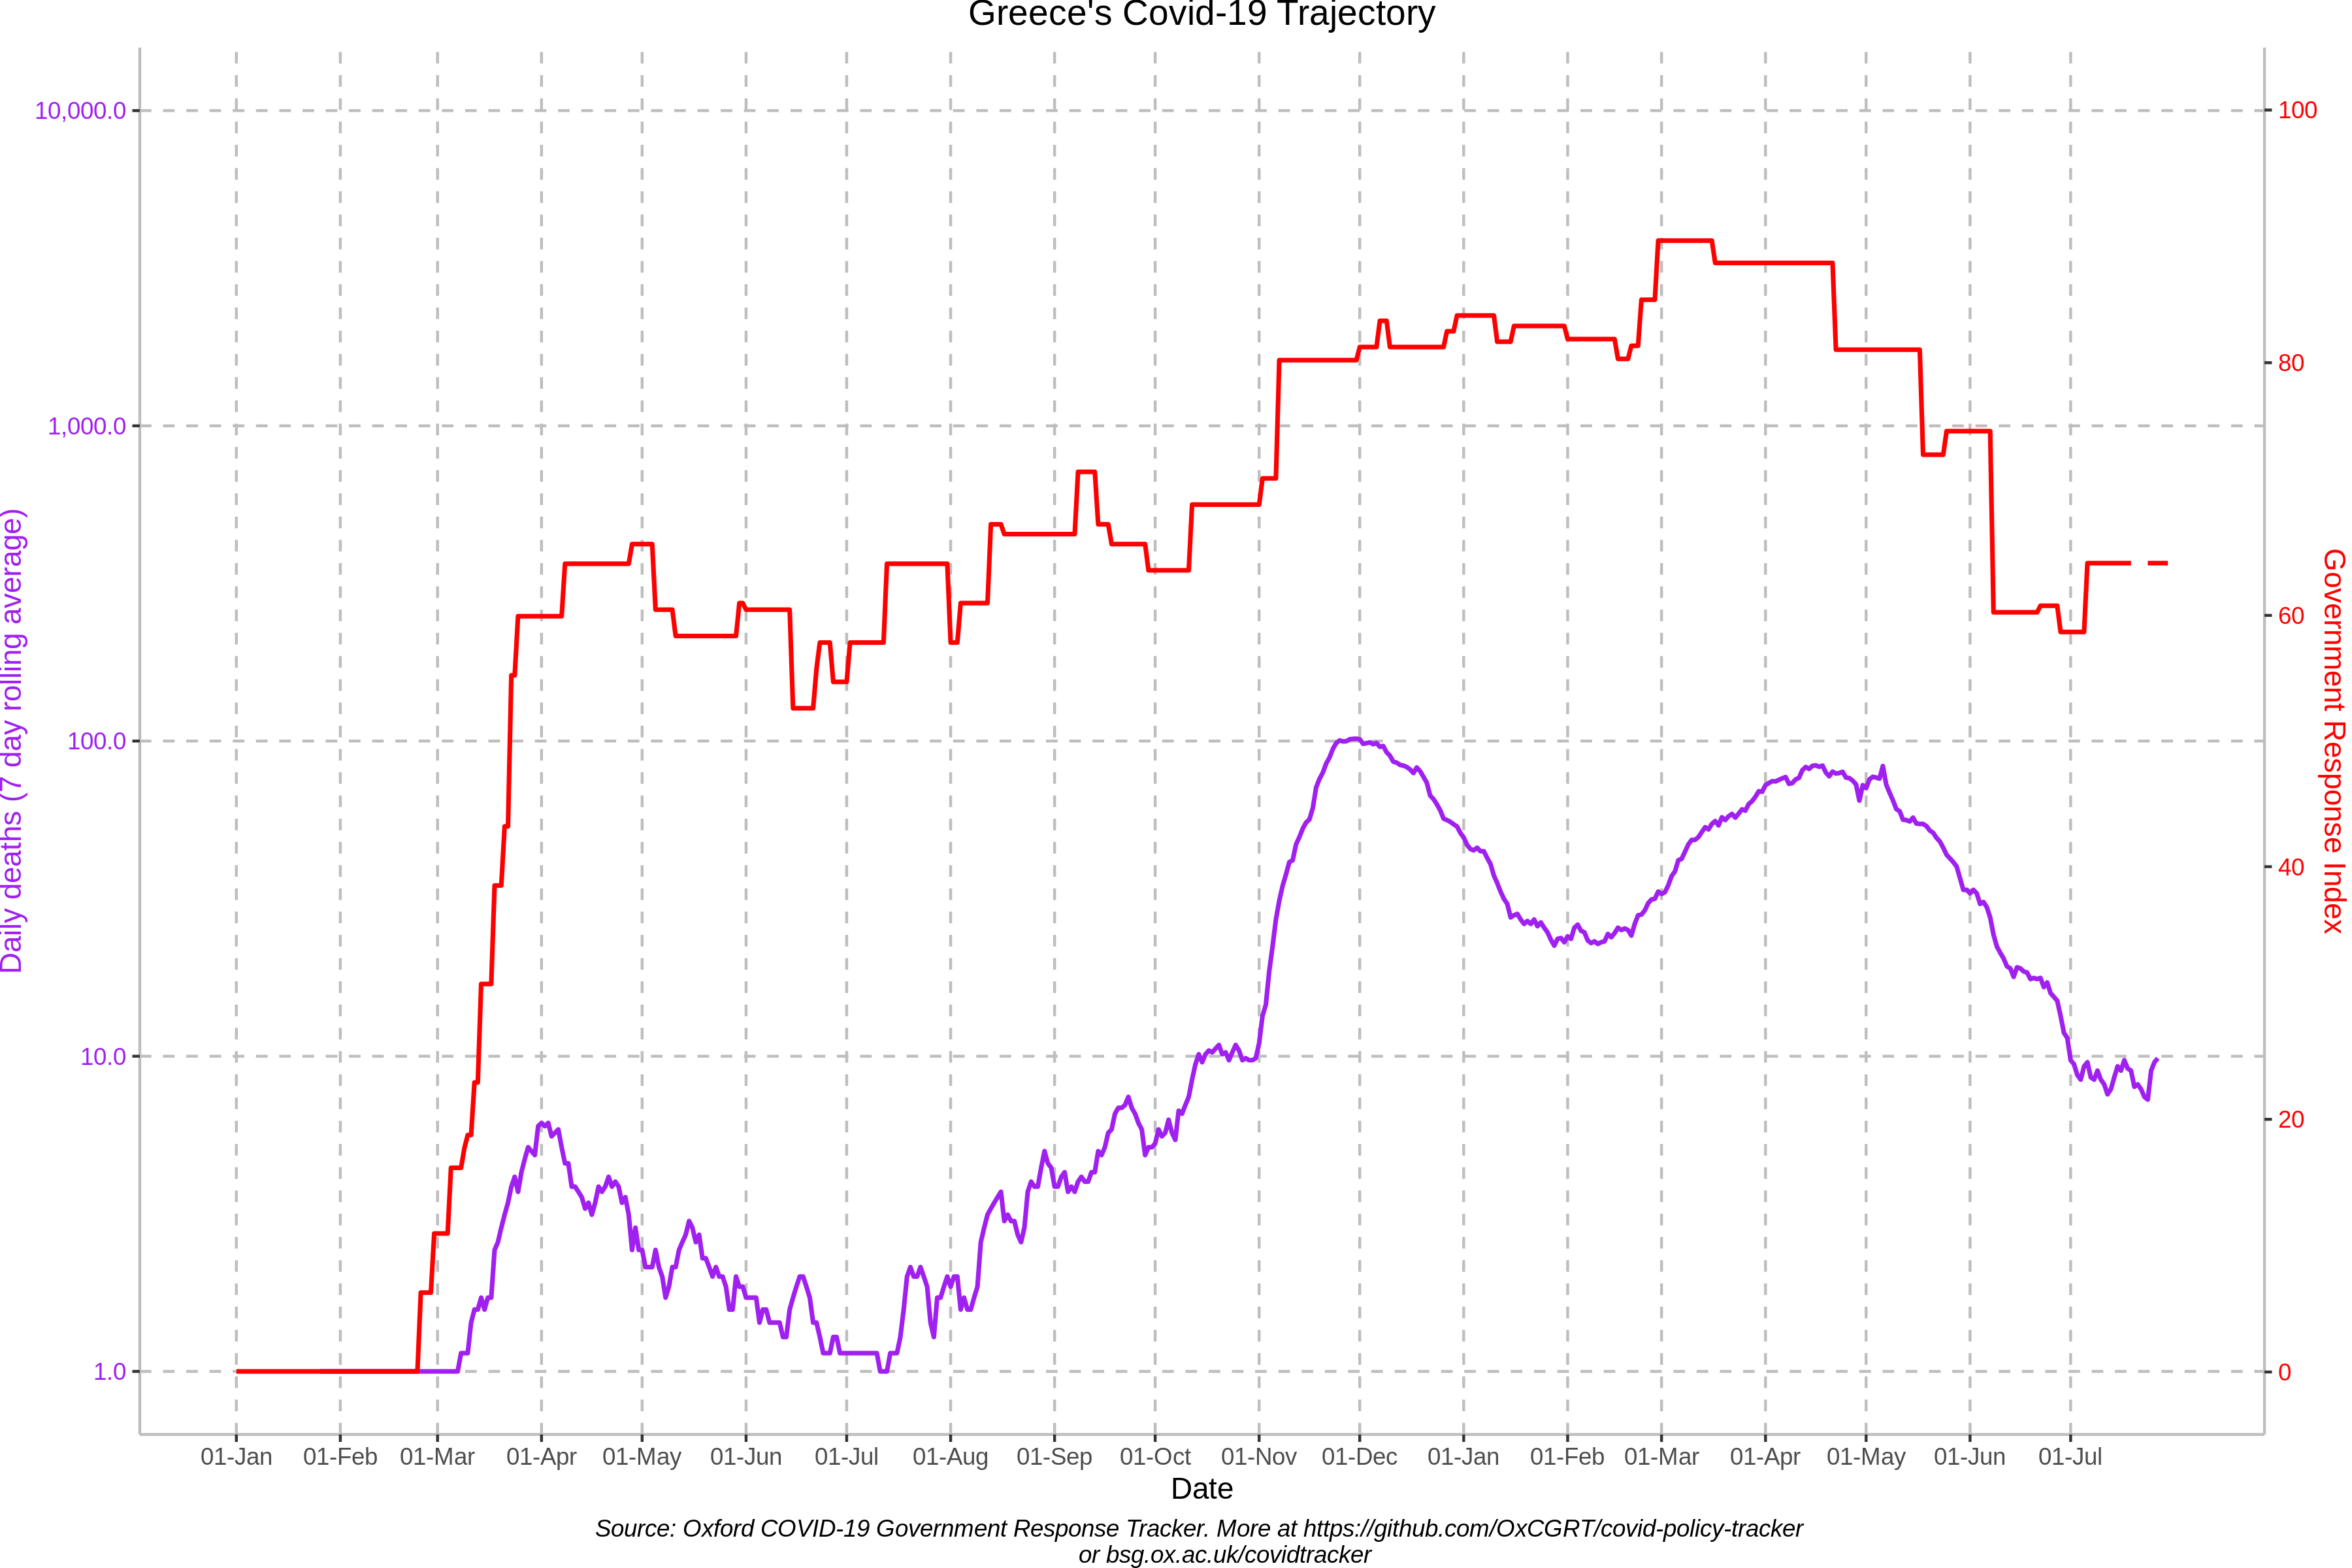 Greece's Covid-19 Trajectory
10,000.0
1,000.0
100.0
10.0
1.0
Daily deaths (7 day rolling average)
100
80
60
40
20
0
Government Response Index
01-Jan 01-Feb 01-Mar 01-Apr 01-May 01-Jun 01-Jul 01-Aug 01-Sep 01-Oct 01-Nov 01-Dec 01-Jan 01-Feb 01-Mar 01-Apr 01-May 01-Jun 01-Jul
Date
Source: Oxford COVID-19 Government Response Tracker. More at https://github.com/OxCGRT/covid-policy-tracker
or bsg.ox.ac.uk/covidtracker